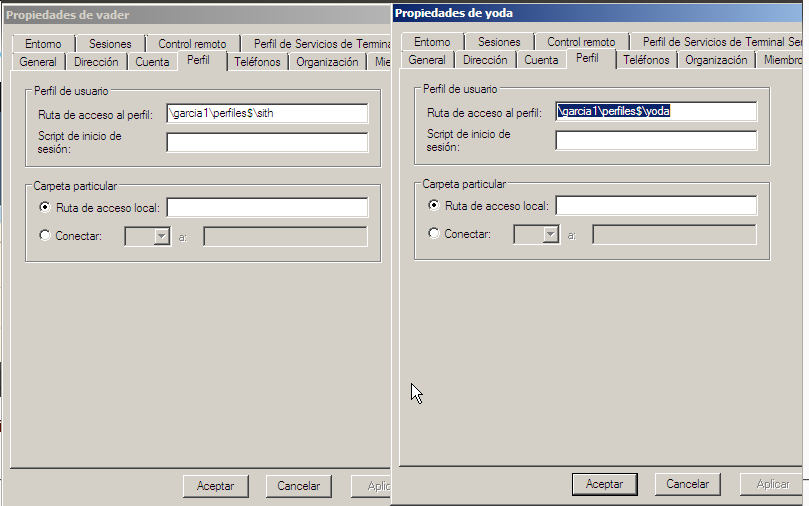 Propiedades de vader
Entorno Sesiones Control remoto Perfil de Servicios de Termina
General Dirección Cuenta Perfil Teléfonos Organización Mie
Perfil de usuario
Ruta de acceso al perfil: \garcia1\perfiles$\sith
Script de inicio de
sesión:
Carpeta particular
Ruta de acceso local:
Conectar: a:
Aceptar Cancelar Aplic
Propiedades de yoda
Entorno Sesiones Control remoto Perfil de Servicios de Terminal Se
General Dirección Cuenta Perfil Teléfonos Organización Miembro
Perfil de usuario
Ruta de acceso al perfil: \garcia1\perfiles$\yoda
Script de inicio de
sesión:
Carpeta particular
Ruta de acceso local:
Conectar: a:
Aceptar Cancelar Aplicar